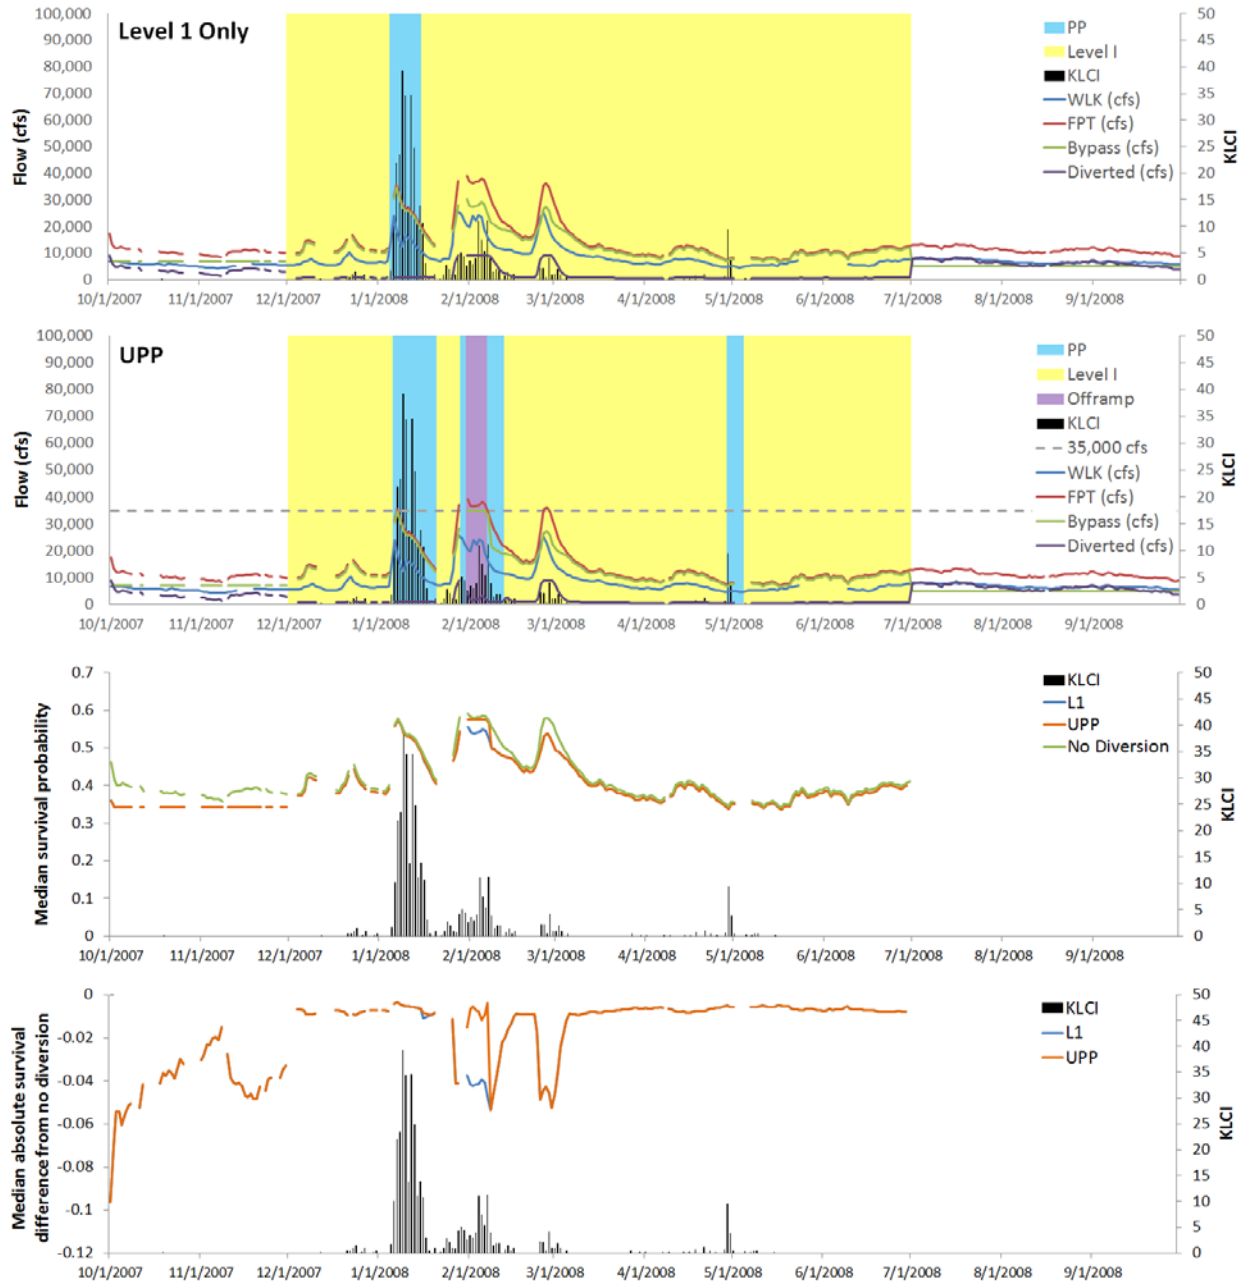 Level 1 Only
Flow (cfs)
100,000
90,000
80,000
70,000
60,000
50,000
40,000
30,000
20,000
10,000
0
50
45
40
35
30
25
20
15
10
5
0
KLCI
PP
Level I
KLCI
WLK (cfs)
FPT (cfs)
Bypass (cfs)
Diverted (cfs)
10/1/2007 11/1/2007 12/1/2007 1/1/2008 2/1/2008 3/1/2008 4/1/2008 5/1/2008 6/1/2008 7/1/2008 8/1/2008 9/1/2008
UPP
Flow (cfs)
100,000
90,000
80,000
70,000
60,000
50,000
40,000
30,000
20,000
10,000
0
50
45
40
35
30
25
20
15
10
5
0
KLCI
PP
Level I
Offramp
KLCI
35,000 cfs
WLK (cfs)
FPT (cfs)
Bypass (cfs)
Diverted (cfs)
10/1/2007 11/1/2007 12/1/2007 1/1/2008 2/1/2008 3/1/2008 4/1/2008 5/1/2008 6/1/2008 7/1/2008 8/1/2008 9/1/2008
Median survival probability
0.7
0.6
0.5
0.4
0.3
0.2
0.1
0
50
45
40
35
30
25
20
15
10
5
0
KLCI
KLCI
L1
UPP
No Diversion
10/1/2007 11/1/2007 12/1/2007 1/1/2008 2/1/2008 3/1/2008 4/1/2008 5/1/2008 6/1/2008 7/1/2008 8/1/2008 9/1/2008
Median absolute survival
difference from no diversion
0
-0.02
-0.04
-0.06
-0.08
-0.1
-0.12
50
45
40
35
30
25
20
15
10
5
0
KLCI
KLCI
L1
UPP
10/1/2007 11/1/2007 12/1/2007 1/1/2008 2/1/2008 3/1/2008 4/1/2008 5/1/2008 6/1/2008 7/1/2008 8/1/2008 9/1/2008